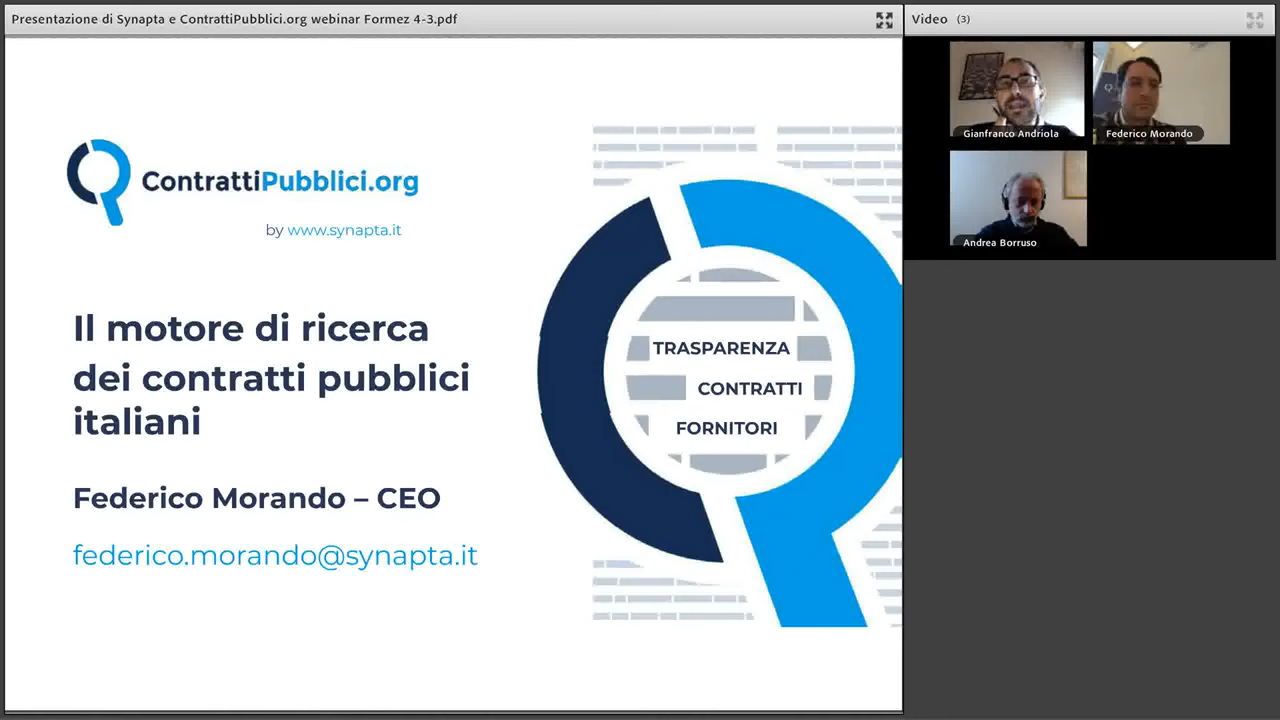 Presentazione di Synapta e ContrattiPubblici.org webinar Formez 4-3.pdf
Video (3)
ContrattiPubblici.org
by www.synapta.it
Il motore di ricerca
dei contratti pubblici
italiani
Federico Morando – CEO
federico.morando@synapta.it
TRASPARENZA
CONTRATTI
FORNITORI
Gianfranco Andriola
Federico Morando
Andrea Borruso